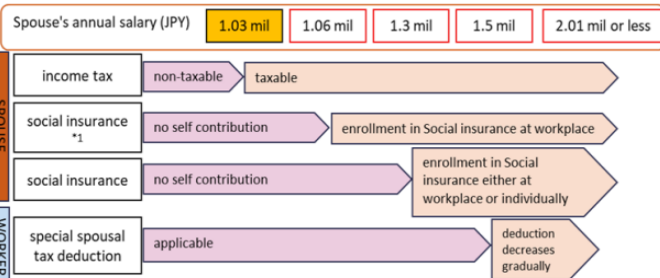 Spouse's annual salary (JPY) 1.03 mil 1.06 mil 1.3 mil 1.5 mil 2.01 mil or less
income tax non-taxable taxable
social insurance
*1
no self contribution enrollment in Social insurance at workplace
social insurance no self contribution
enrollment in Social
insurance either at
workplace or individually
special spousal
tax deduction
applicable
deduction
decreases
gradually